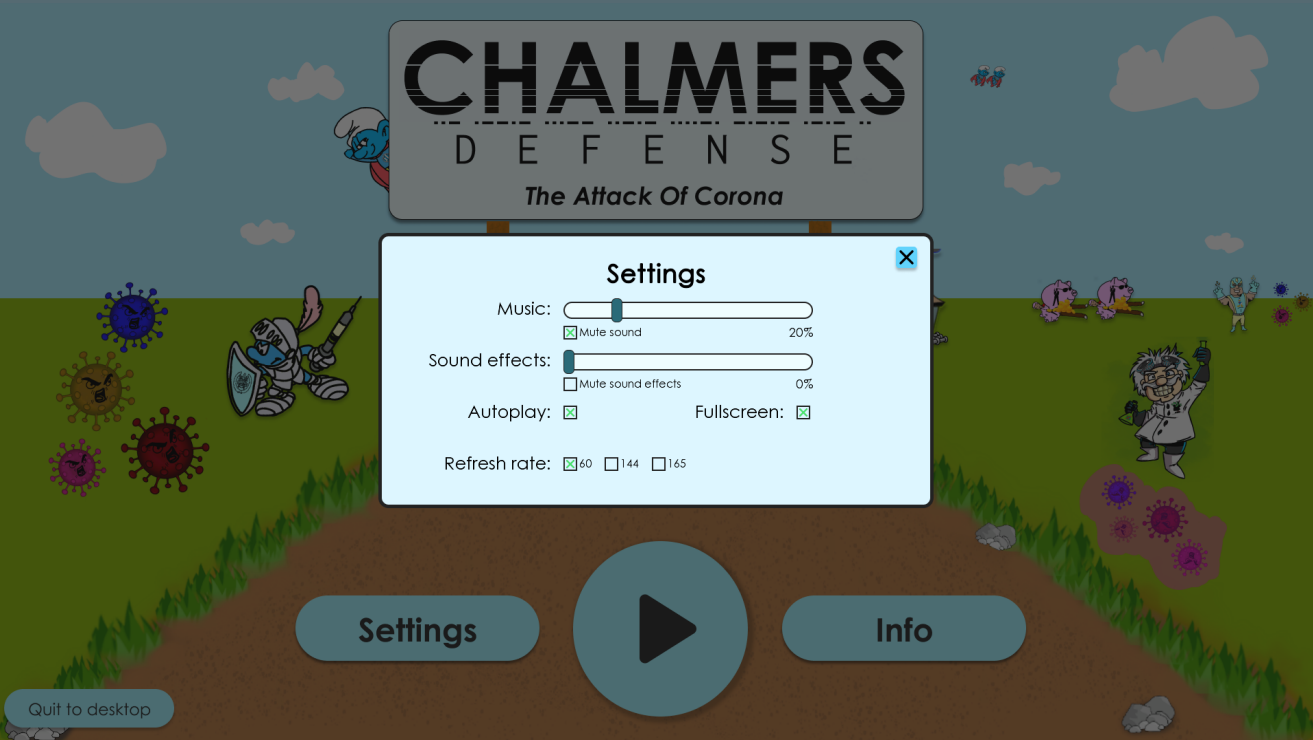 CHALMERS
DEFENSE
The Attack Of Corona
Settings
Music:
Mute sound 20%
Sound effects:
Mute sound effects 0%
Autoplay: Fullscreen:
Refresh rate: 60 144 165
Settings Info
Quit to desktop